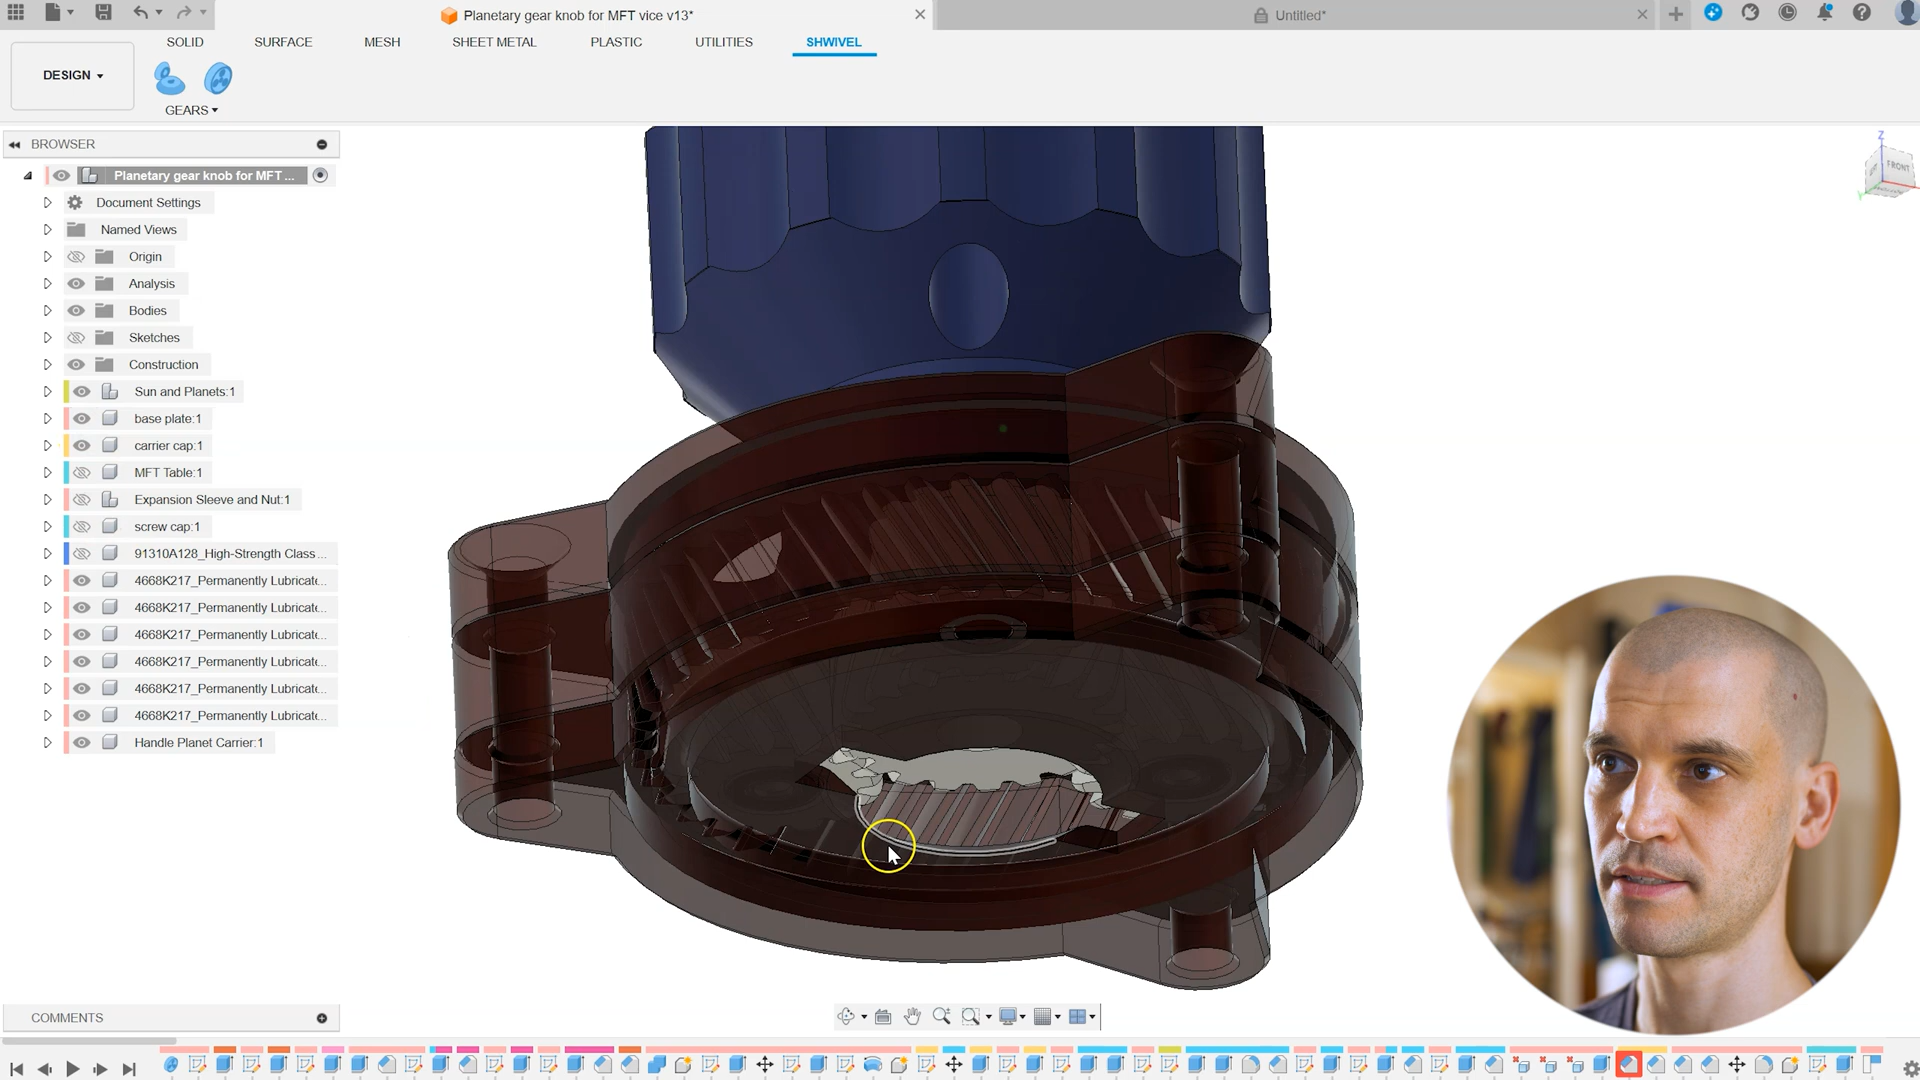 Planetary gear knob for MFT vice v13*
Untitled*
SOLID
SURFACE
MESH
SHEET METAL
PLASTIC
UTILITIES
SHWIVEL
DESIGN
GEARS
BROWSER
Planetary gear knob for MFT ...
Document Settings
Named Views
Origin
Analysis
Bodies
Sketches
Construction
Sun and Planets:1
base plate:1
carrier cap:1
MFT Table:1
Expansion Sleeve and Nut:1
screw cap:1
91310A128_High-Strength Class ...
4668K217_Permanently Lubricate...
4668K217_Permanently Lubricate...
4668K217_Permanently Lubricate...
4668K217_Permanently Lubricate...
4668K217_Permanently Lubricate...
4668K217_Permanently Lubricate...
Handle Planet Carrier:1
Z
FRONT
COMMENTS